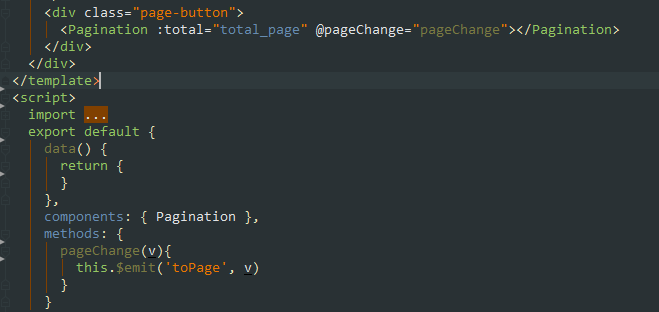 <div class="page-button">
<Pagination :total="total_page" @pageChange="pageChange"></Pagination>
</div>
</div>
</template>
<script>
import ...
export default {
data() {
return {
}
},
components: { Pagination },
methods: {
pageChange(v){
this.$emit('toPage', v)
}
}